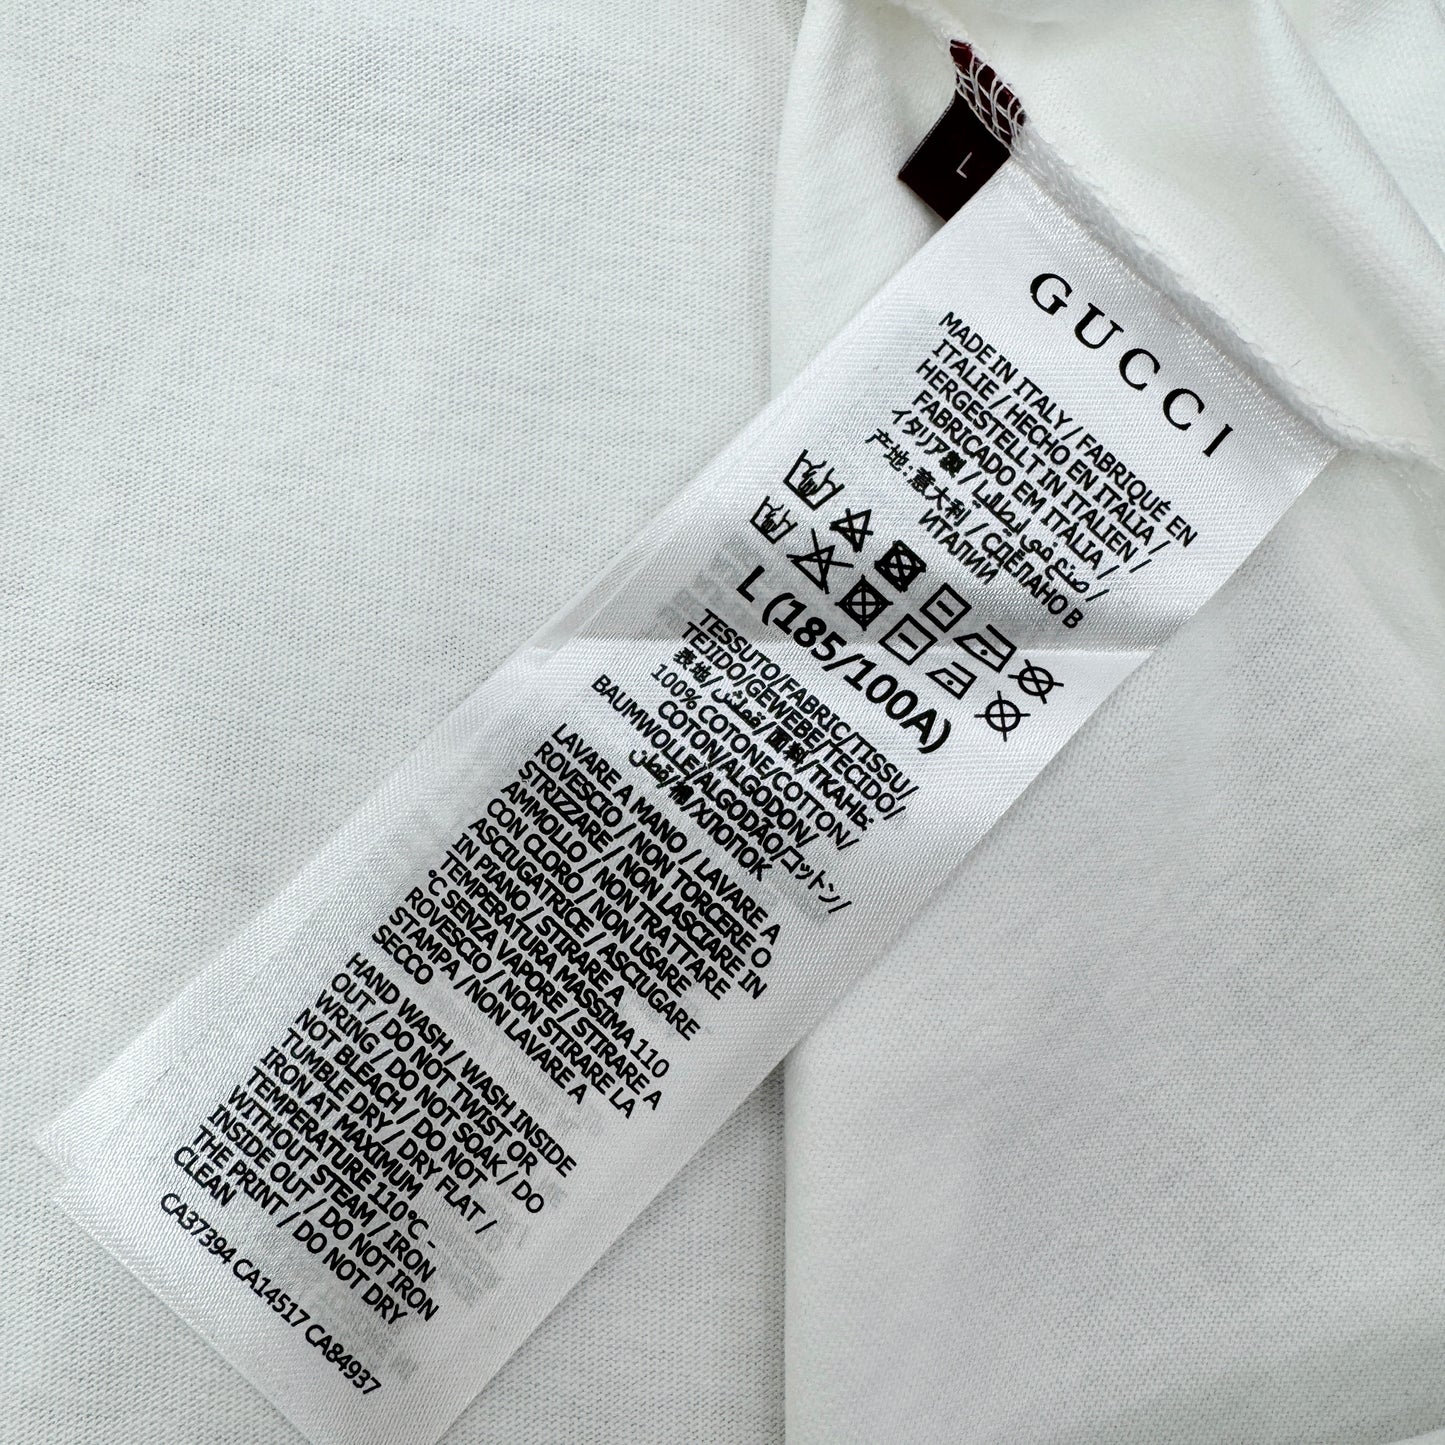 L
GUCCI
MADE IN ITALY / FABRIQUÉ EN
ITALIE / HECHO EN ITALIA /
HERGESTELLT IN ITALIEN /
FABRICADO EM ITÁLIA /
イタリア製 / صنع في إيطاليا /
产地：意大利 / СДЕЛАНО В
ИТАЛИИ
L (185/100A)
TESSUTO/FABRIC/TISSU/
TEJIDO/GEWEBE/TECIDO/
表地/قماش/面料/ТКАНЬ:
100% COTONE/COTTON/
COTON/ALGODON/
BAUMWOLLE/ALGODÃO/コットン/
قطن/棉/ХЛОПОК
LAVARE A MANO / LAVARE A
ROVESCIO / NON TORCERE O
STRIZZARE / NON LASCIARE IN
AMMOLLO / NON TRATTARE
CON CLORO / NON USARE
ASCIUGATRICE / ASCIUGARE
IN PIANO / STIRARE A
TEMPERATURA MASSIMA 110
°C SENZA VAPORE / STIRARE A
ROVESCIO / NON STIRARE LA
STAMPA / NON LAVARE A
SECCO
HAND WASH / WASH INSIDE
OUT / DO NOT TWIST OR
WRING / DO NOT SOAK / DO
NOT BLEACH / DO NOT
TUMBLE DRY / DRY FLAT /
IRON AT MAXIMUM
TEMPERATURE 110°C -
WITHOUT STEAM / IRON
INSIDE OUT / DO NOT IRON
THE PRINT / DO NOT DRY
CLEAN
CA37394 CA14517 CA84937